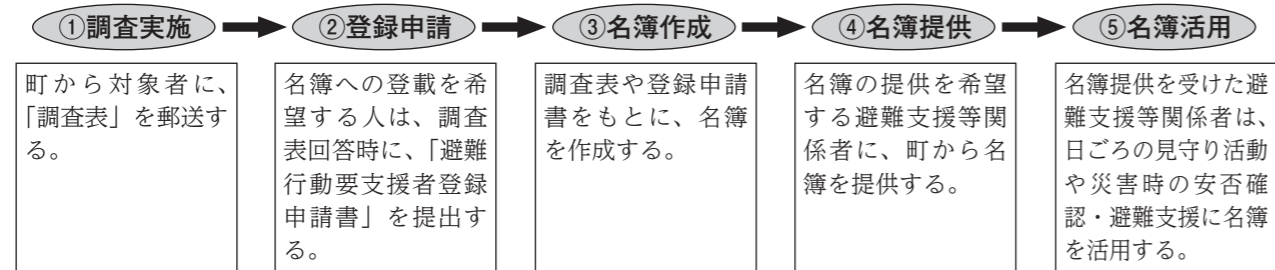 ①調査実施
町から対象者に、
「調査表」を郵送す
る。
②登録申請
名簿への登載を希
望する人は、調査
表回答時に、「避難
行動要支援者登録
申請書」を提出す
る。
③名簿作成
調査表や登録申請
書をもとに、名簿
を作成する。
④名簿提供
名簿の提供を希望
する避難支援等関
係者に、町から名
簿を提供する。
⑤名簿活用
名簿提供を受けた避
難支援等関係者は、
日ごろの見守り活動
や災害時の安否確
認・避難支援に名簿
を活用する。